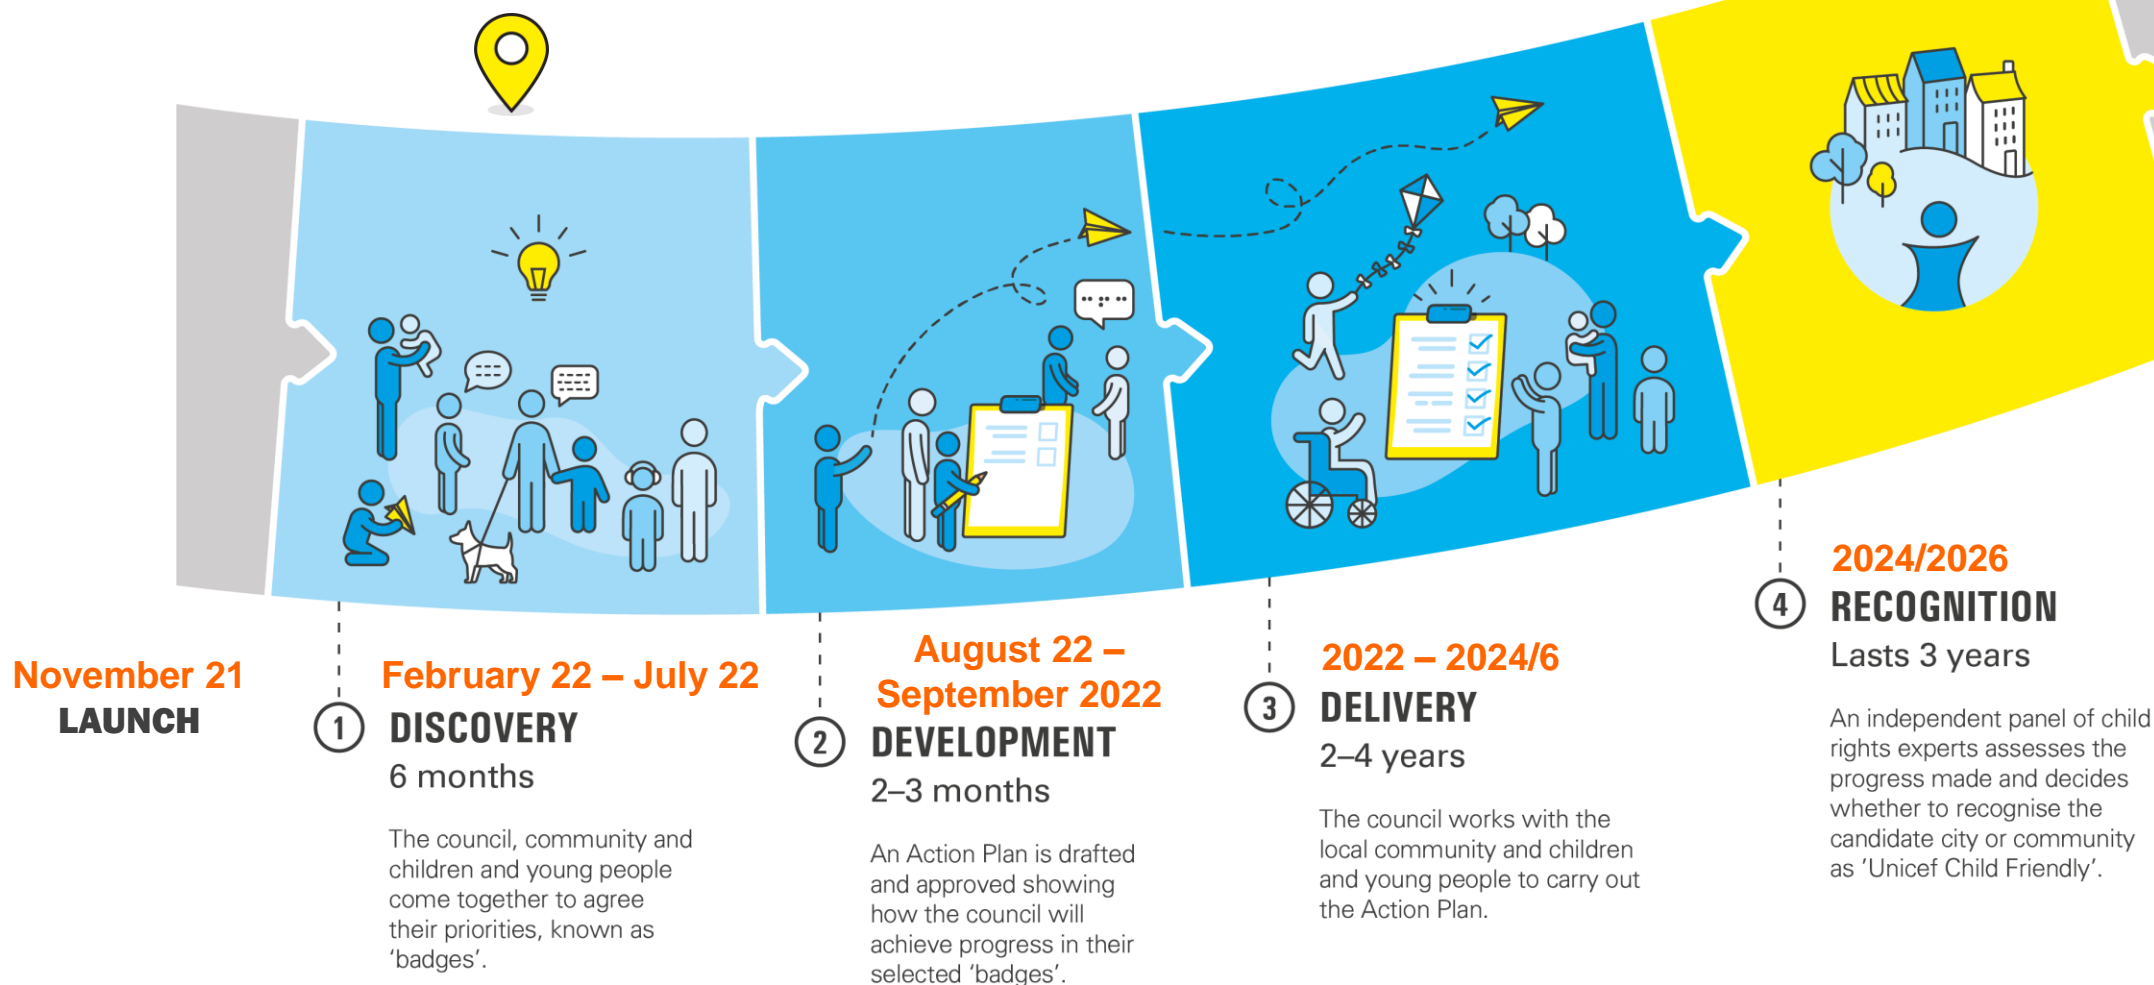 November 21
LAUNCH
February 22 – July 22
1
DISCOVERY
6 months
The council, community and
children and young people
come together to agree
their priorities, known as
‘badges’.
August 22 –
September 2022
2
DEVELOPMENT
2–3 months
An Action Plan is drafted
and approved showing
how the council will
achieve progress in their
selected ‘badges’.
2022 – 2024/6
3
DELIVERY
2–4 years
The council works with the
local community and children
and young people to carry out
the Action Plan.
2024/2026
4
RECOGNITION
Lasts 3 years
An independent panel of child
rights experts assesses the
progress made and decides
whether to recognise the
candidate city or community
as ‘Unicef Child Friendly’.